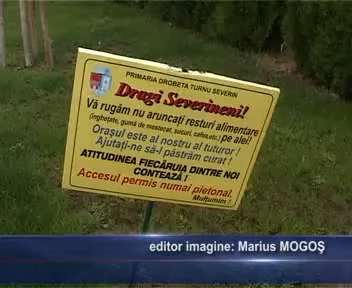 PRIMARIA DROBETA TURNU SEVERIN
Dragi Severineni!
Vă rugăm nu aruncați resturi alimentare
(înghețate, gumă de mestecat, sucuri, cafea,etc.) pe alei!
Orașul este al nostru al tuturor !
Ajutați-ne să-l păstrăm curat !
ATITUDINEA FIECĂRUIA DINTRE NOI
CONTEAZĂ !
Accesul permis numai pietonal.
Mulțumim !
editor imagine: Marius MOGOŞ